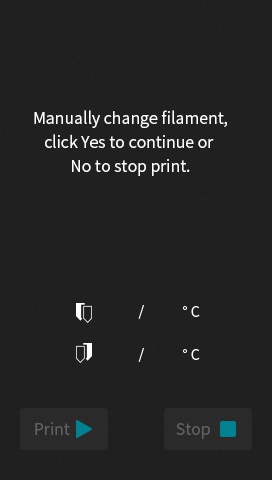 Manually change filament,
click Yes to continue or
No to stop print.
/ °C
/ °C
Print
Stop